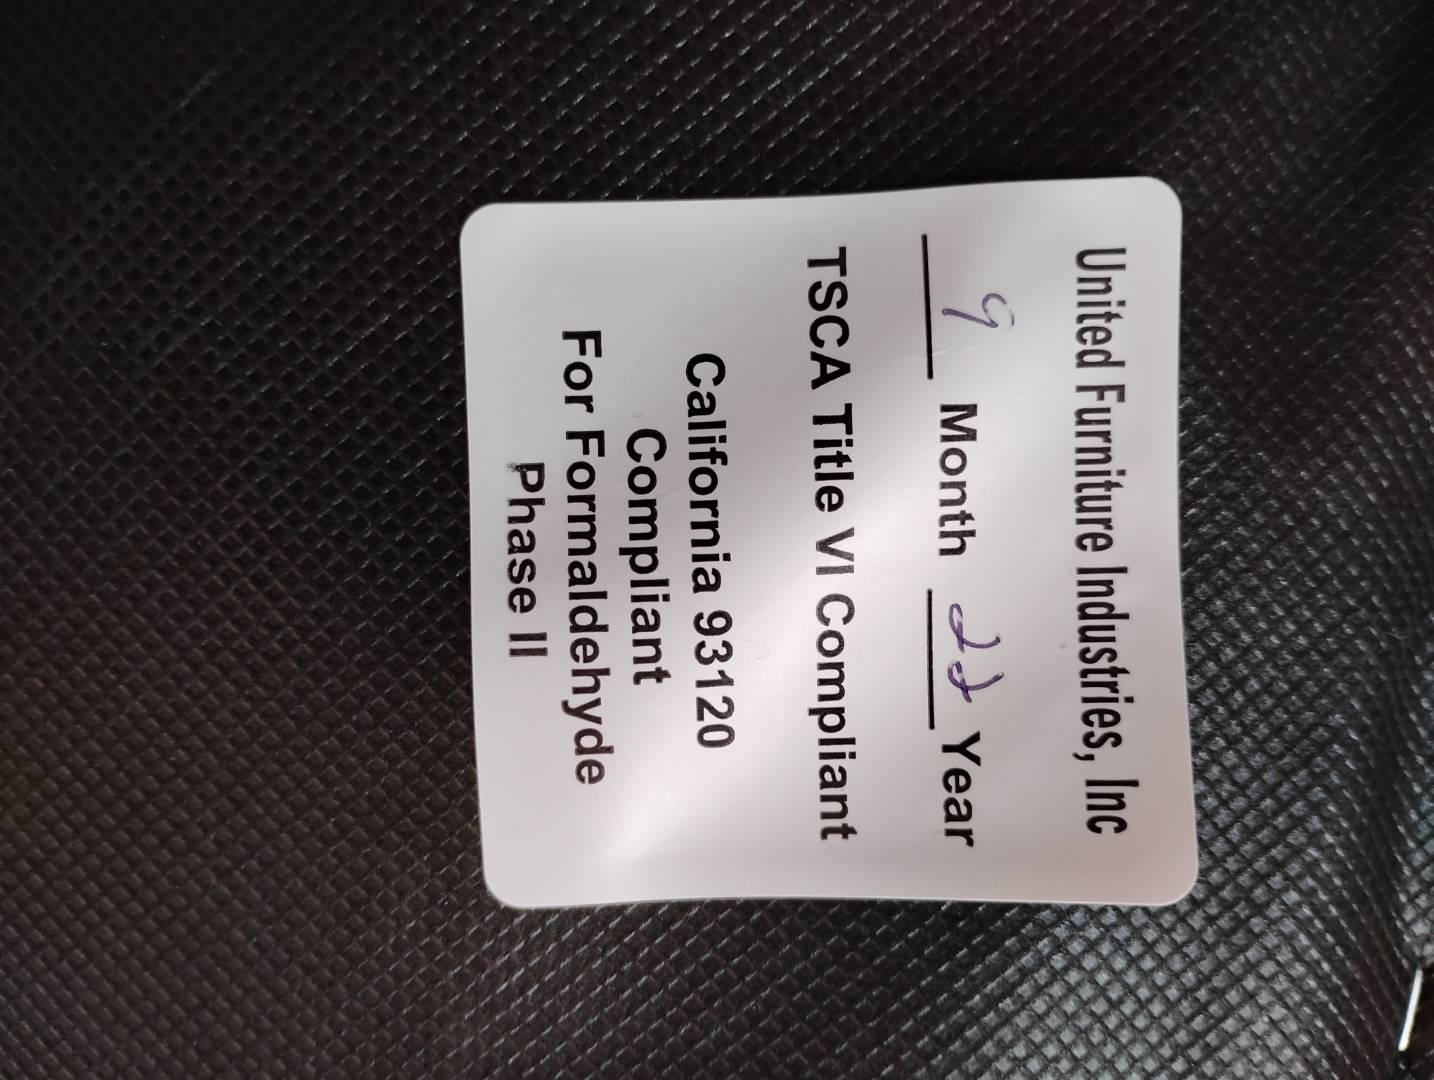 United Furniture Industries, Inc
9 Month 22 Year
TSCA Title VI Compliant
California 93120
Compliant
For Formaldehyde
Phase II